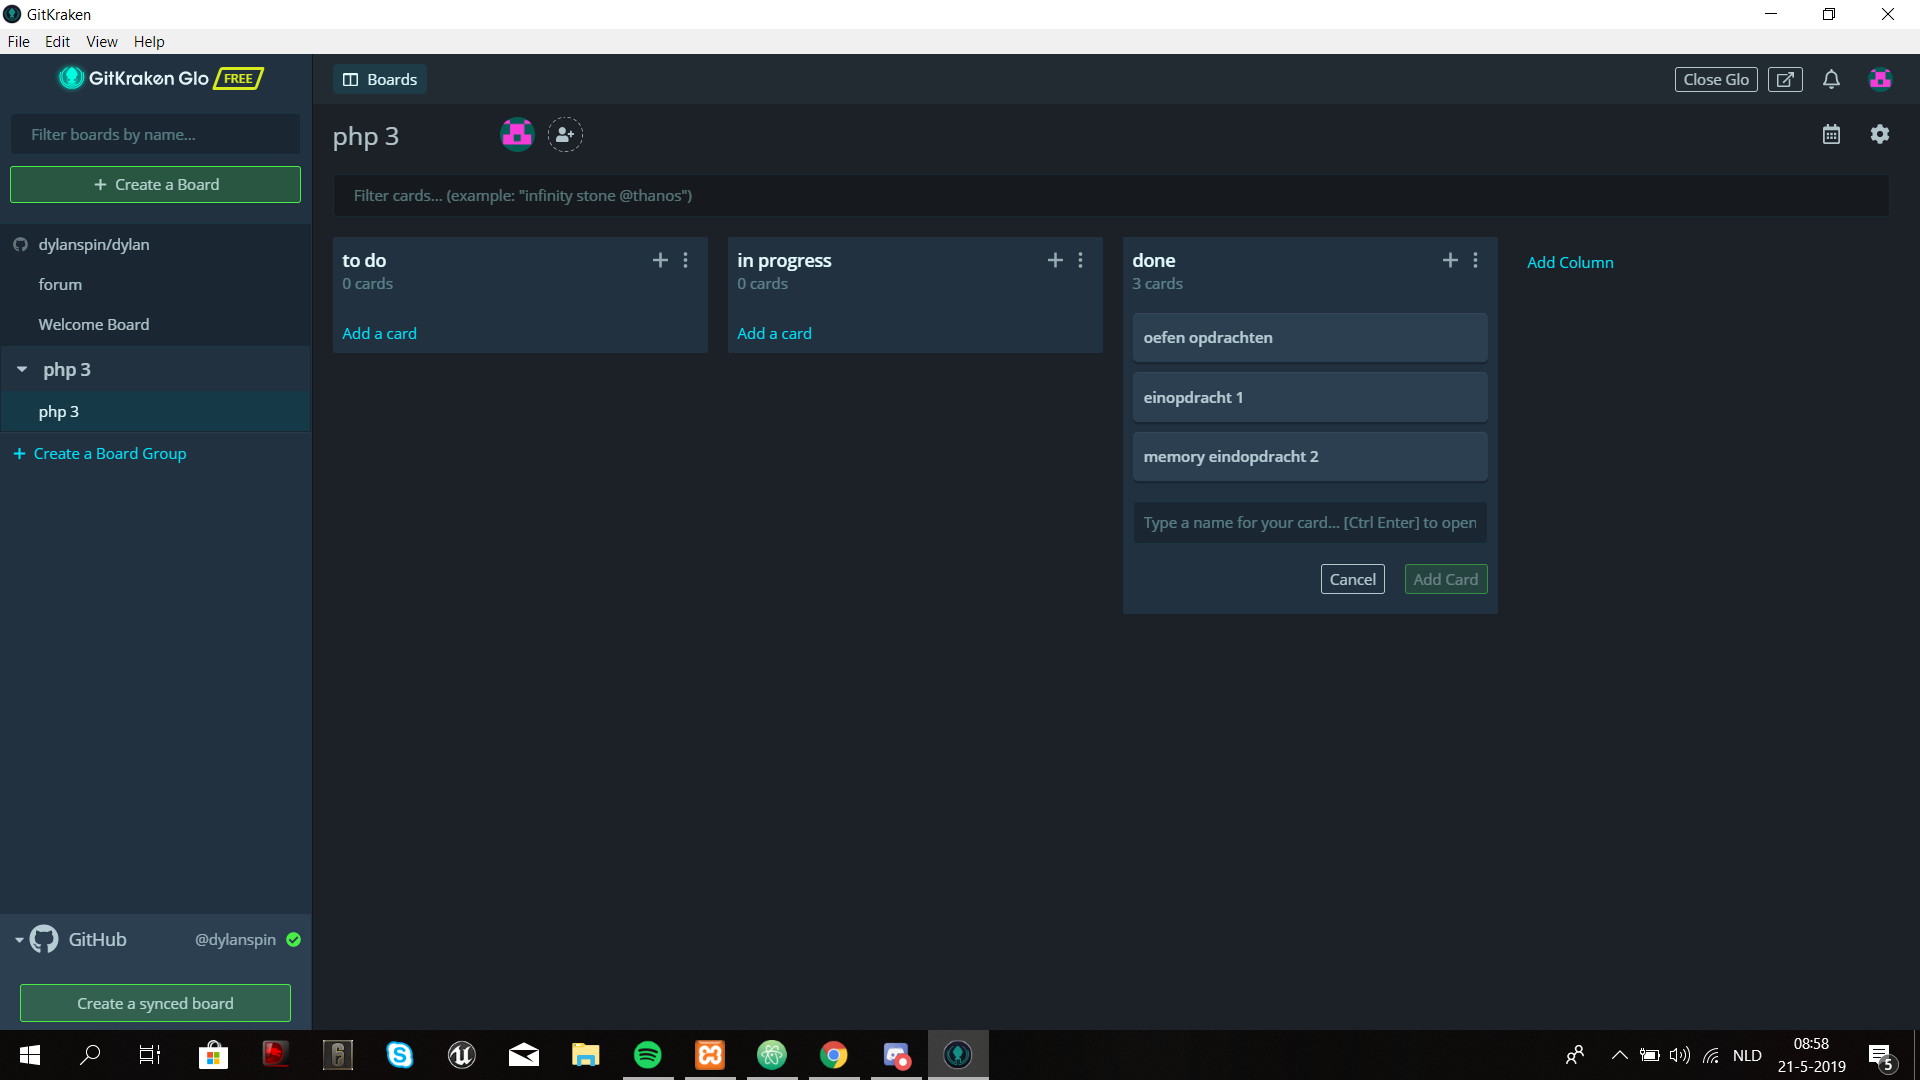 GitKraken
File Edit View Help
GitKraken Glo FREE
Boards
Close Glo
Filter boards by name...
php 3
Create a Board
Filter cards... (example: "infinity stone @thanos")
dylanspin/dylan
forum
Welcome Board
php 3
php 3
Create a Board Group
to do
0 cards
Add a card
in progress
0 cards
Add a card
done
3 cards
oefen opdrachten
einopdracht 1
memory eindopdracht 2
Type a name for your card... [Ctrl Enter] to open
Cancel
Add Card
Add Column
GitHub @dylanspin
Create a synced board
NLD
08:58
21-5-2019
5